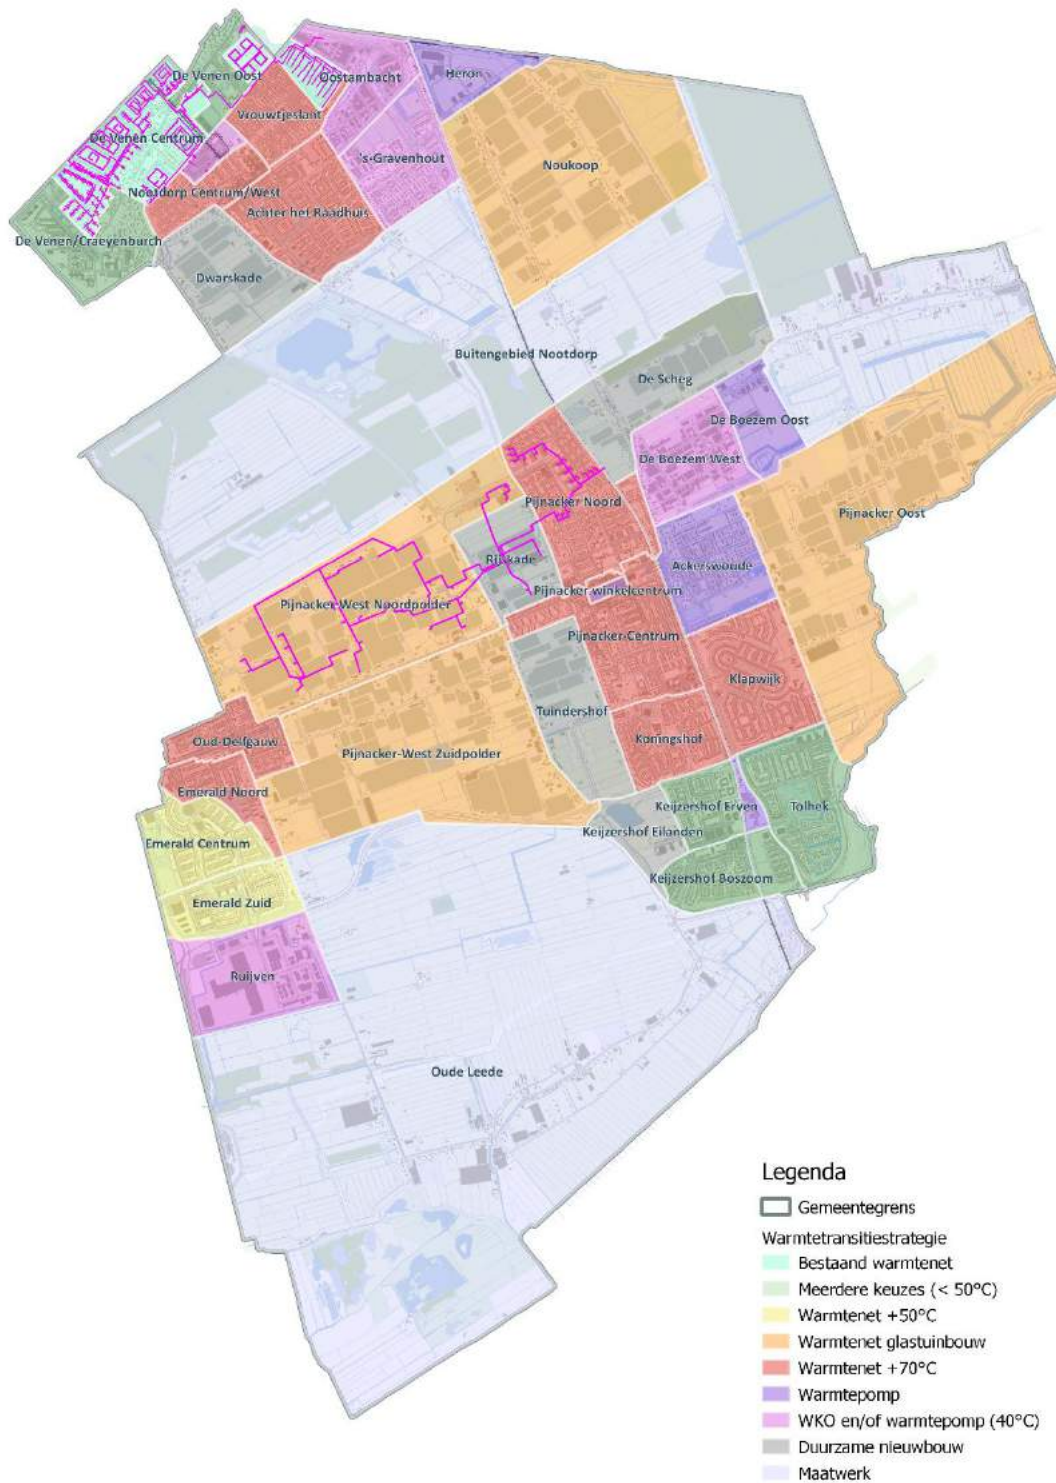 De Venen Oost
Oostambacht
Heron
Vrouwtjeslant
De Venen Centrum
's-Gravenhout
Noukoop
Nootdorp Centrum/West
Achter het Raadhuis
De Venen/Craeyenburch
Dwarskade
Buitengebied Nootdorp
De Scheg
De Boezem Oost
De Boezem West
Pijnacker Noord
Pijnacker Oost
Rijskade
Ackerswoude
Pijnacker winkelcentrum
Pijnacker-West Noordpolder
Pijnacker-Centrum
Klapwijk
Tuindershof
Oud-Delfgauw
Koningshof
Pijnacker-West Zuidpolder
Emerald Noord
Keijzershof Erven
Tolhek
Keijzershof Eilanden
Emerald Centrum
Keijzershof Boszoom
Emerald Zuid
Ruijven
Oude Leede
Legenda
Gemeentegrens
Warmtetransitiestrategie
Bestaand warmtenet
Meerdere keuzes (< 50°C)
Warmtenet +50°C
Warmtenet glastuinbouw
Warmtenet +70°C
Warmtepomp
WKO en/of warmtepomp (40°C)
Duurzame nieuwbouw
Maatwerk